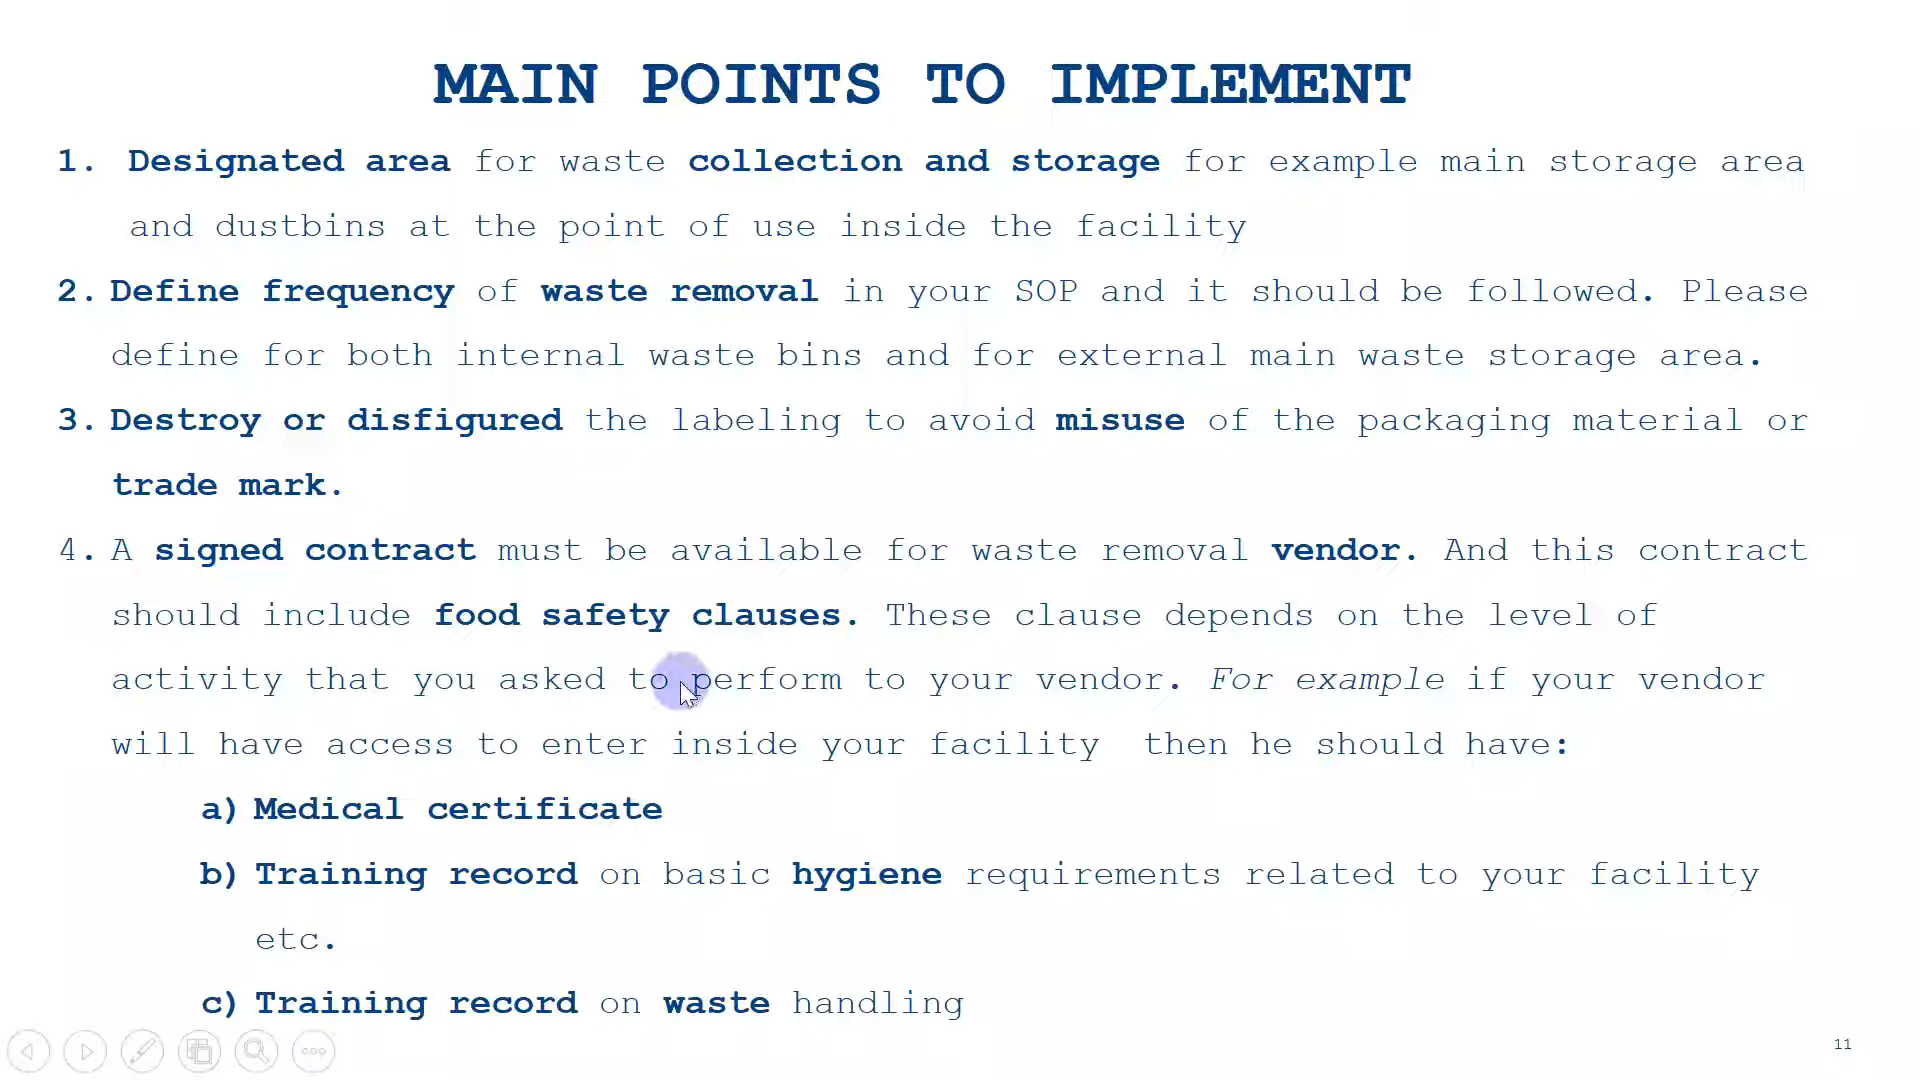 MAIN POINTS TO IMPLEMENT
1. Designated area for waste collection and storage for example main storage area
and dustbins at the point of use inside the facility
2. Define frequency of waste removal in your SOP and it should be followed. Please
define for both internal waste bins and for external main waste storage area.
3. Destroy or disfigured the labeling to avoid misuse of the packaging material or
trade mark.
4. A signed contract must be available for waste removal vendor. And this contract
should include food safety clauses. These clause depends on the level of
activity that you asked to perform to your vendor. For example if your vendor
will have access to enter inside your facility then he should have:
a) Medical certificate
b) Training record on basic hygiene requirements related to your facility
etc.
c) Training record on waste handling
11